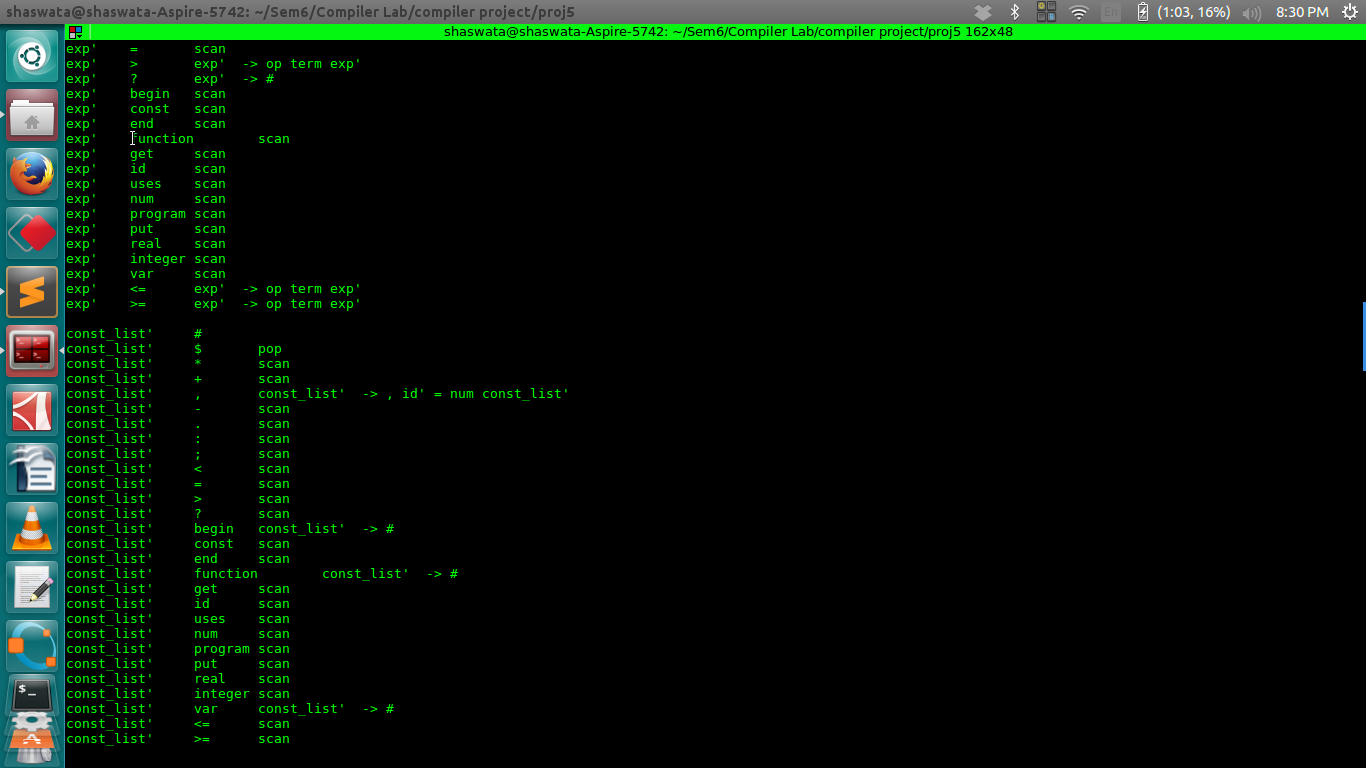 shaswata@shaswata-Aspire-5742: ~/Sem6/Compiler Lab/compiler project/proj5 En (1:03, 16%) 8:30 PM
shaswata@shaswata-Aspire-5742: ~/Sem6/Compiler Lab/compiler project/proj5 162x48
exp' = scan
exp' > exp' -> op term exp'
exp' ? exp' -> #
exp' begin scan
exp' const scan
exp' end scan
exp' function scan
exp' get scan
exp' id scan
exp' uses scan
exp' num scan
exp' program scan
exp' put scan
exp' real scan
exp' integer scan
exp' var scan
exp' <= exp' -> op term exp'
exp' >= exp' -> op term exp'
const_list' #
const_list' $ pop
const_list' * scan
const_list' + scan
const_list' , const_list' -> , id' = num const_list'
const_list' - scan
const_list' . scan
const_list' : scan
const_list' ; scan
const_list' < scan
const_list' = scan
const_list' > scan
const_list' ? scan
const_list' begin const_list' -> #
const_list' const scan
const_list' end scan
const_list' function const_list' -> #
const_list' get scan
const_list' id scan
const_list' uses scan
const_list' num scan
const_list' program scan
const_list' put scan
const_list' real scan
const_list' integer scan
const_list' var const_list' -> #
const_list' <= scan
const_list' >= scan